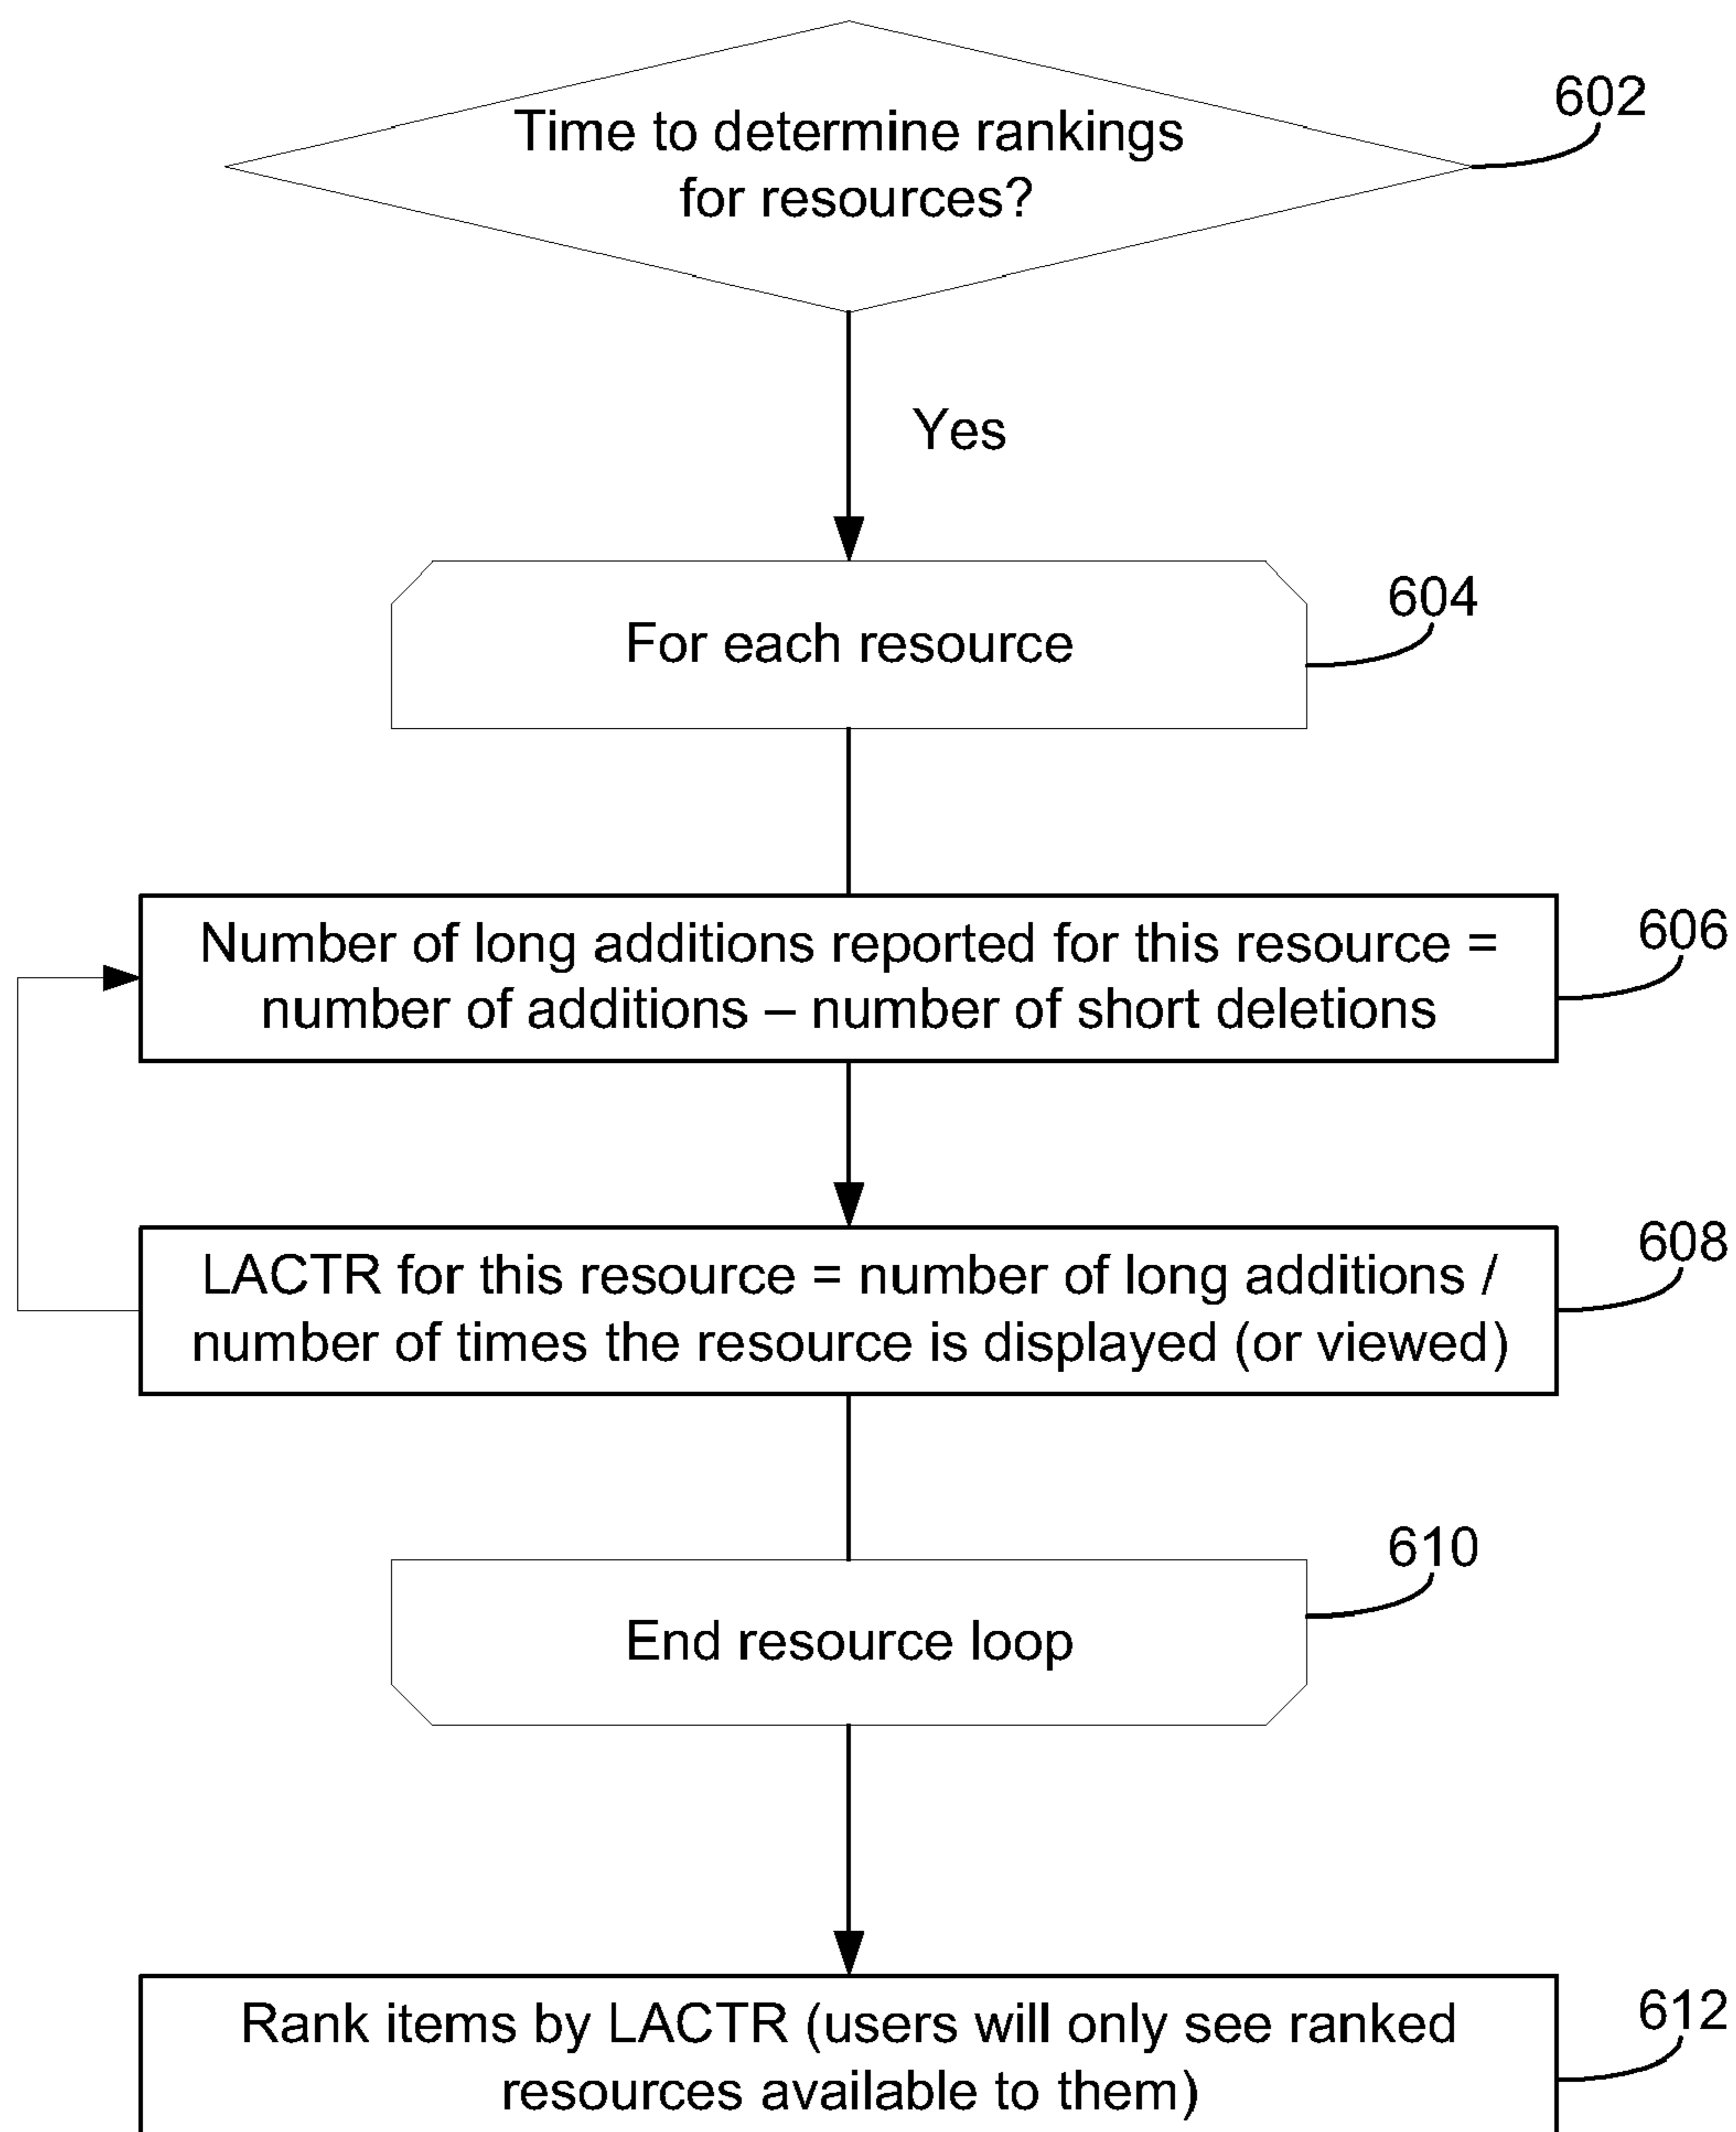 Time to determine rankings
for resources?
602
Yes
For each resource
604
Number of long additions reported for this resource =
number of additions – number of short deletions
606
LACTR for this resource = number of long additions /
number of times the resource is displayed (or viewed)
608
End resource loop
610
Rank items by LACTR (users will only see ranked
resources available to them)
612